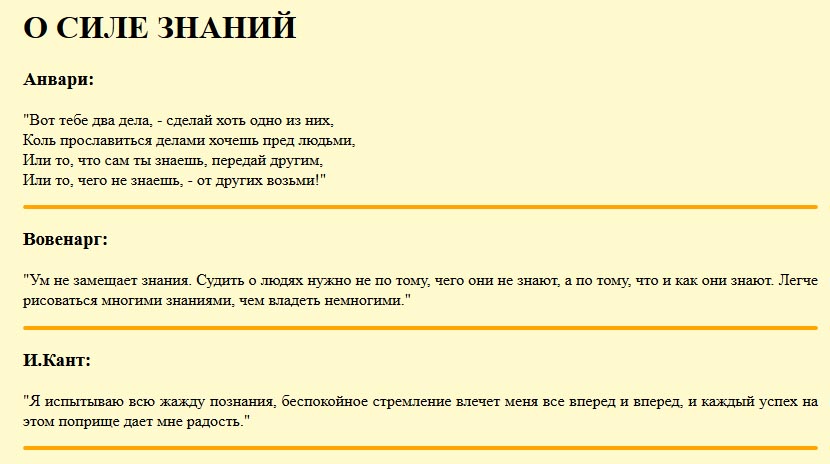 О СИЛЕ ЗНАНИЙ
Анвари:
"Вот тебе два дела, - сделай хоть одно из них,
Коль прославиться делами хочешь пред людьми,
Или то, что сам ты знаешь, передай другим,
Или то, чего не знаешь, - от других возьми!"
Вовенарг:
"Ум не замещает знания. Судить о людях нужно не по тому, чего они не знают, а по тому, что и как они знают. Легче
рисоваться многими знаниями, чем владеть немногими."
И.Кант:
"Я испытываю всю жажду познания, беспокойное стремление влечет меня все вперед и вперед, и каждый успех на
этом поприще дает мне радость."